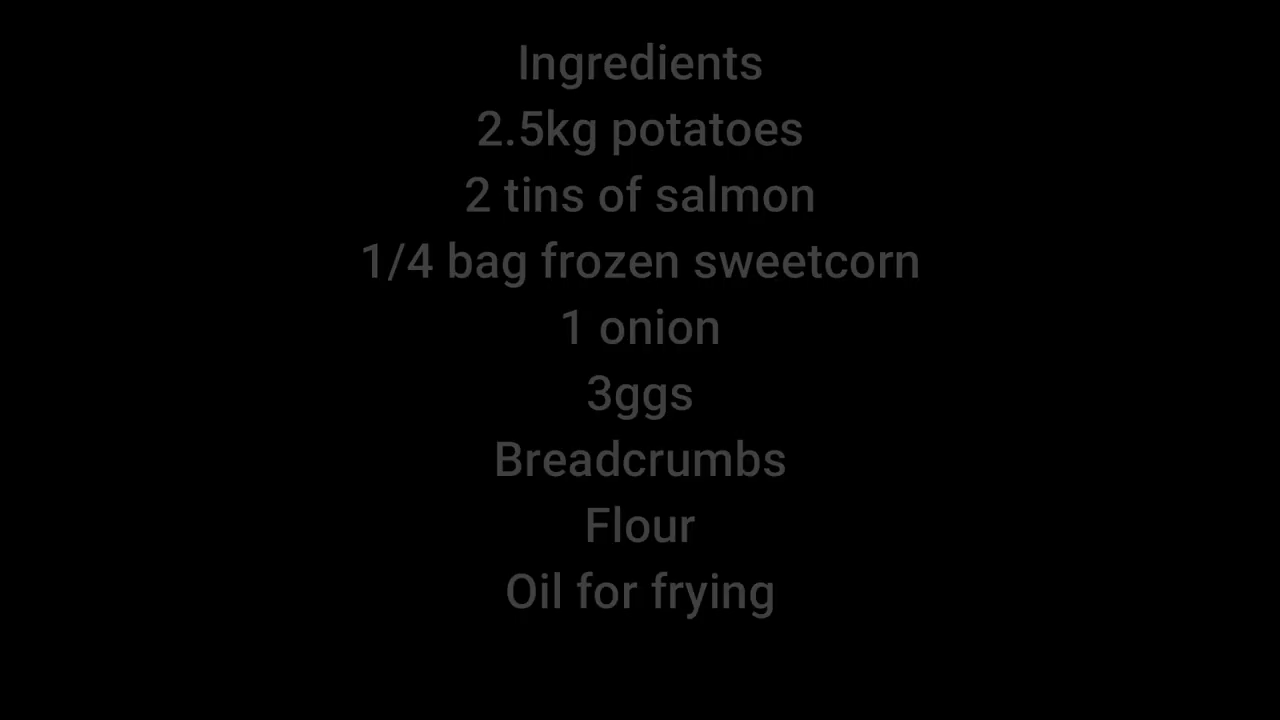 Ingredients
2.5kg potatoes
2 tins of salmon
1/4 bag frozen sweetcorn
1 onion
3ggs
Breadcrumbs
Flour
Oil for frying